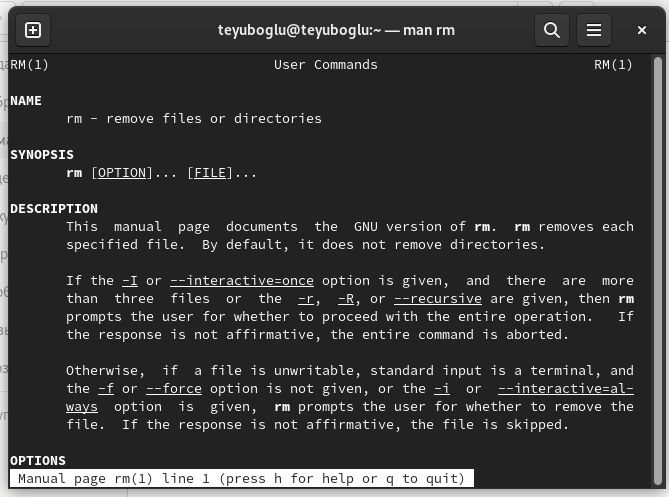 teyuboglu@teyuboglu:~ — man rm
RM(1) User Commands RM(1)
NAME
rm - remove files or directories
SYNOPSIS
rm [OPTION]... [FILE]...
DESCRIPTION
This manual page documents the GNU version of rm. rm removes each
specified file. By default, it does not remove directories.
If the -I or --interactive=once option is given, and there are more
than three files or the -r, -R, or --recursive are given, then rm
prompts the user for whether to proceed with the entire operation. If
the response is not affirmative, the entire command is aborted.
Otherwise, if a file is unwritable, standard input is a terminal, and
the -f or --force option is not given, or the -i or --interactive=al-
ways option is given, rm prompts the user for whether to remove the
file. If the response is not affirmative, the file is skipped.
OPTIONS
Manual page rm(1) line 1 (press h for help or q to quit)